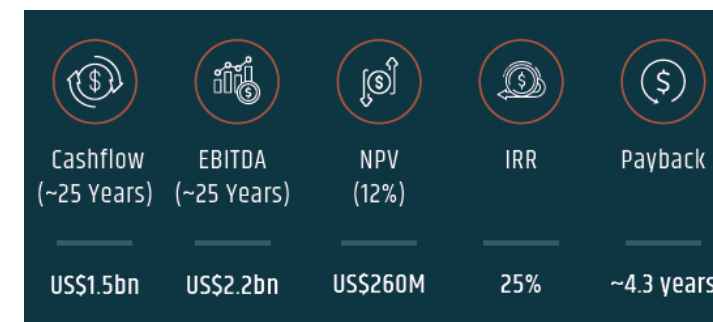 Cashflow
(~25 Years)
EBITDA
(~25 Years)
NPV
(12%)
IRR
Payback
US$1.5bn
US$2.2bn
US$260M
25%
~4.3 years